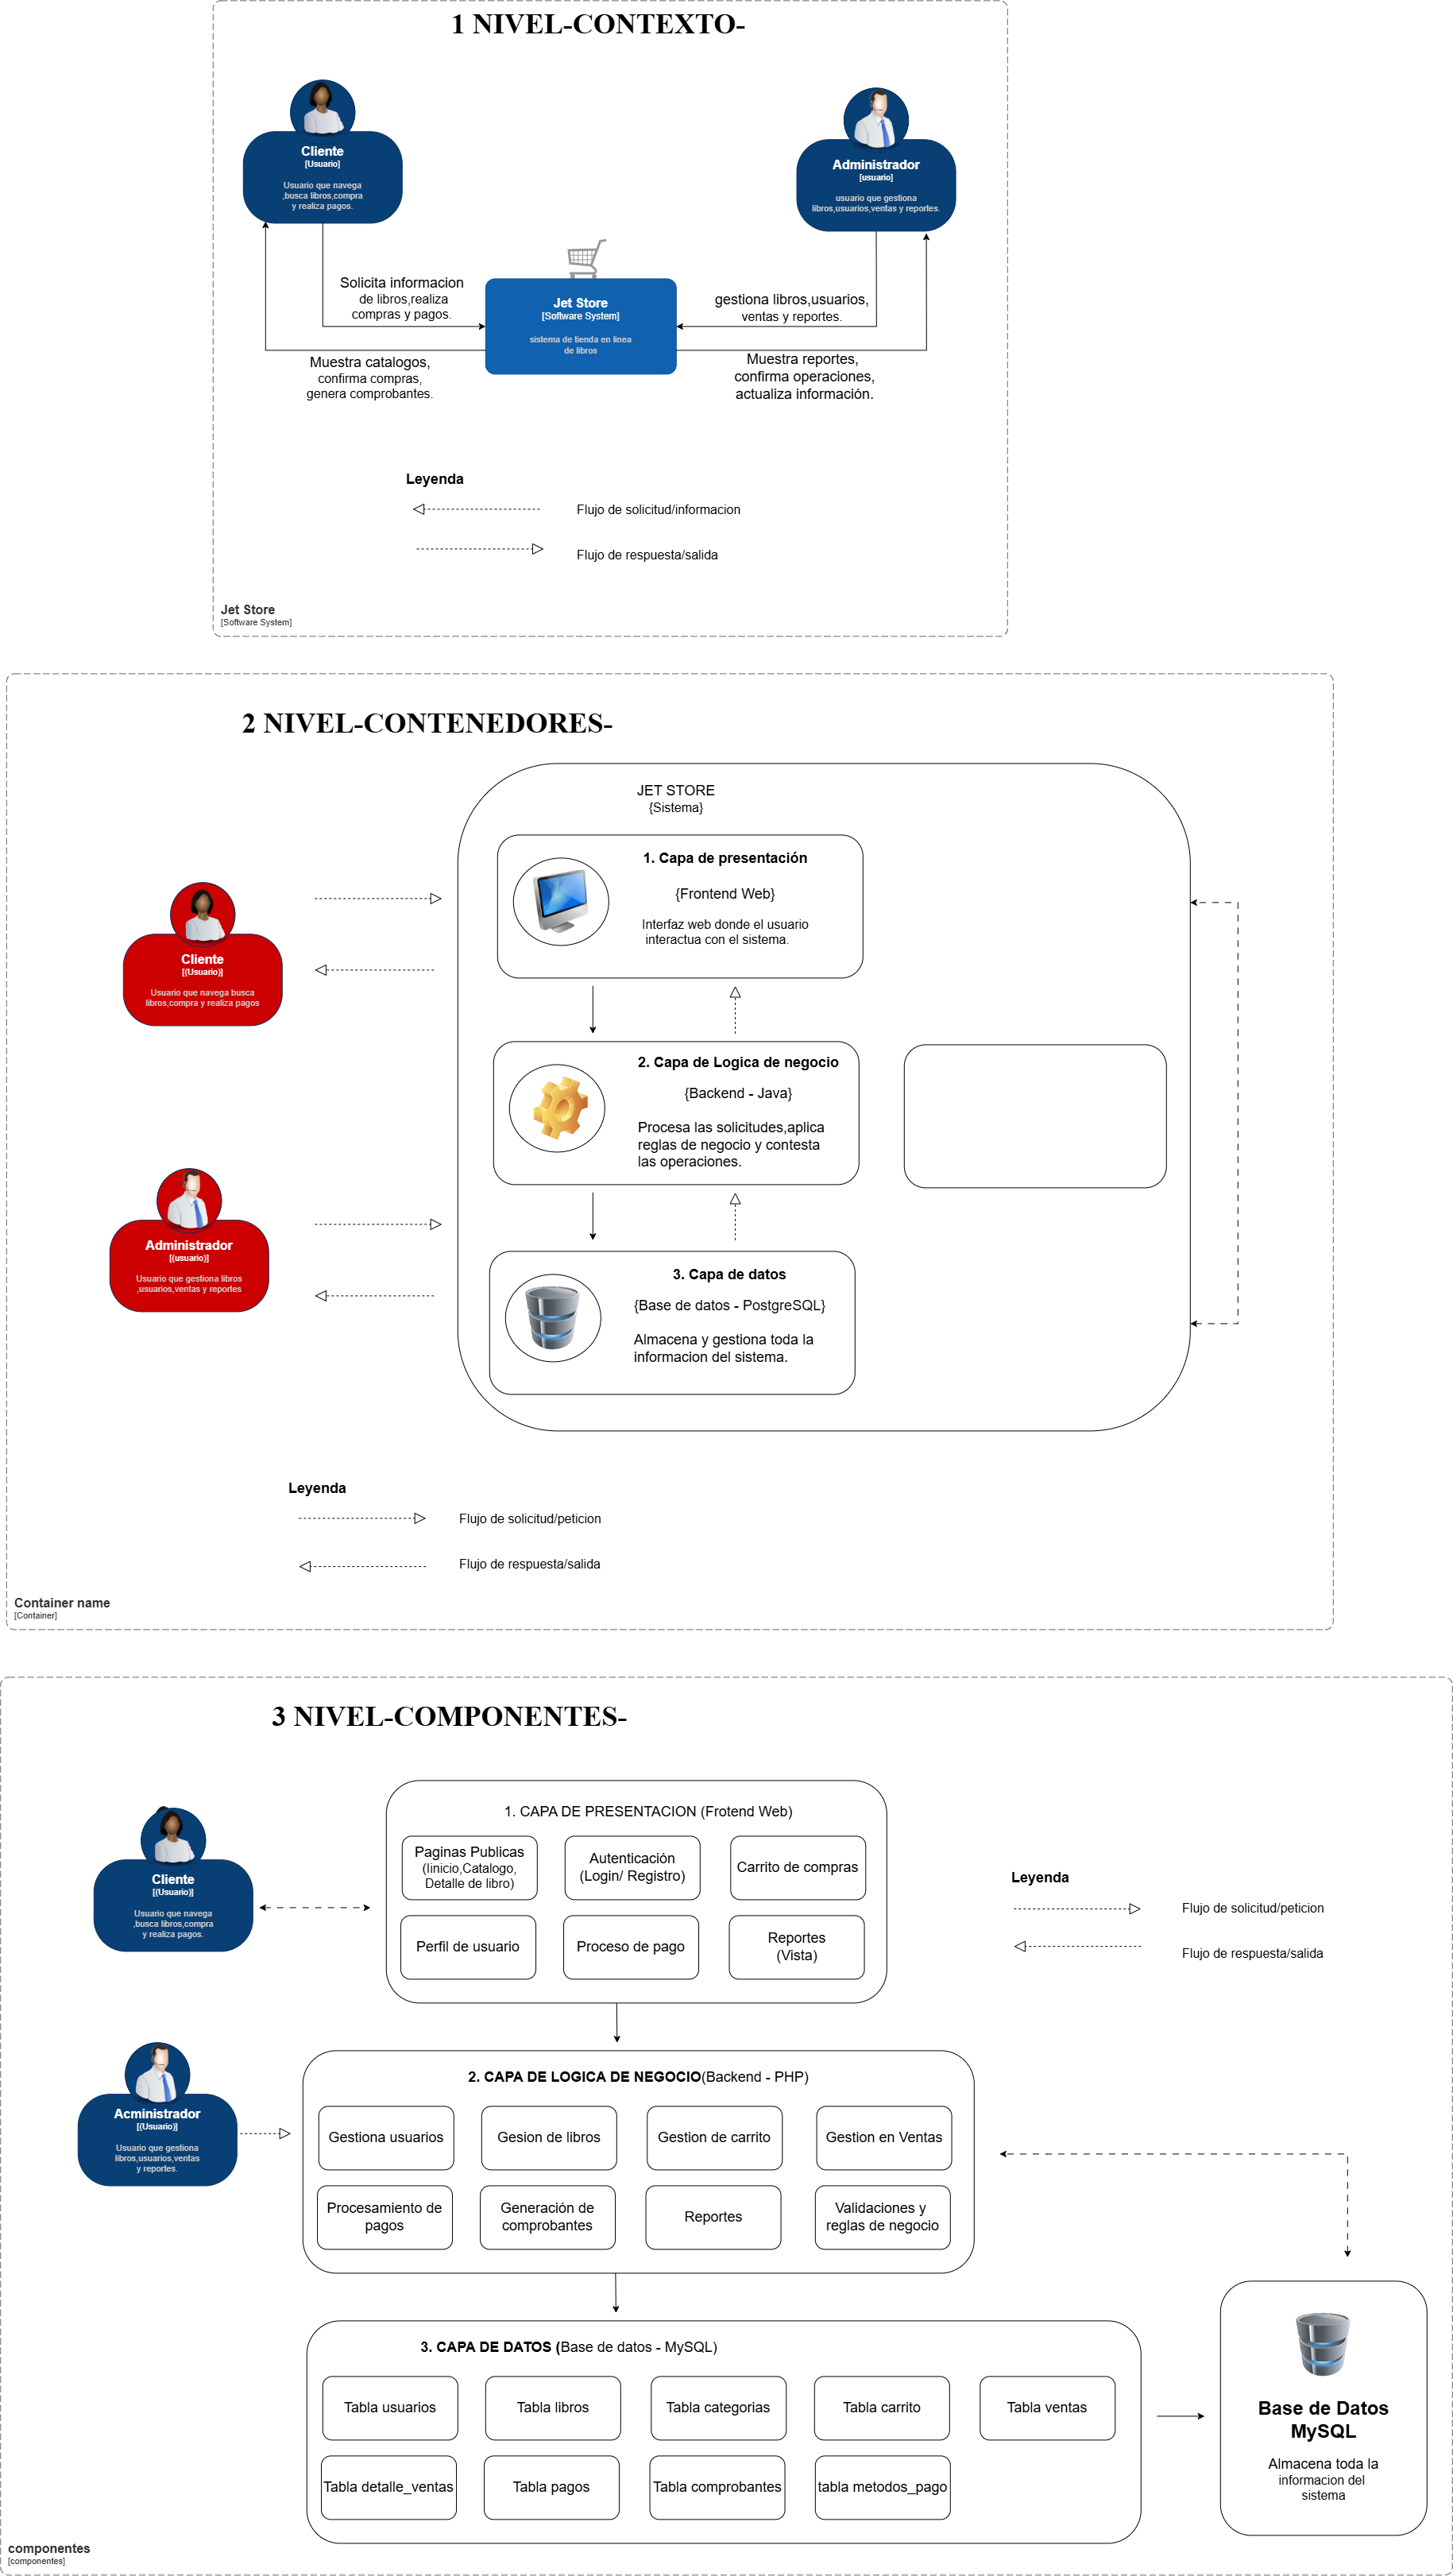 1 NIVEL-CONTEXTO-
Cliente
[Usuario]
Usuario que navega
,busca libros,compra
y realiza pagos.
Administrador
[usuario]
usuario que gestiona
libros,usuarios,ventas y reportes.
Solicita informacion
de libros,realiza
compras y pagos.
Jet Store
[Software System]
sistema de tienda en linea
de libros
gestiona libros,usuarios,
ventas y reportes.
Muestra catalogos,
confirma compras,
genera comprobantes.
Muestra reportes,
confirma operaciones,
actualiza información.
Leyenda
Flujo de solicitud/informacion
Flujo de respuesta/salida
Jet Store
[Software System]
2 NIVEL-CONTENEDORES-
JET STORE
{Sistema}
1. Capa de presentación
{Frontend Web}
Interfaz web donde el usuario
interactua con el sistema.
Cliente
[(Usuario)]
Usuario que navega busca
libros,compra y realiza pagos
2. Capa de Logica de negocio
{Backend - Java}
Procesa las solicitudes,aplica
reglas de negocio y contesta
las operaciones.
Administrador
[(usuario)]
Usuario que gestiona libros
,usuarios,ventas y reportes
3. Capa de datos
{Base de datos - PostgreSQL}
Almacena y gestiona toda la
informacion del sistema.
Leyenda
Flujo de solicitud/peticion
Flujo de respuesta/salida
Container name
[Container]
3 NIVEL-COMPONENTES-
1. CAPA DE PRESENTACION (Frotend Web)
Paginas Publicas
(Iinicio,Catalogo,
Detalle de libro)
Autenticación
(Login/ Registro)
Carrito de compras
Perfil de usuario
Proceso de pago
Reportes
(Vista)
Cliente
[(Usuario)]
Usuario que navega
,busca libros,compra
y realiza pagos.
Leyenda
Flujo de solicitud/peticion
Flujo de respuesta/salida
Acministrador
[(Usuario)]
Usuario que gestiona
libros,usuarios,ventas
y reportes.
2. CAPA DE LOGICA DE NEGOCIO(Backend - PHP)
Gestiona usuarios
Gesion de libros
Gestion de carrito
Gestion en Ventas
Procesamiento de
pagos
Generación de
comprobantes
Reportes
Validaciones y
reglas de negocio
3. CAPA DE DATOS (Base de datos - MySQL)
Tabla usuarios
Tabla libros
Tabla categorias
Tabla carrito
Tabla ventas
Tabla detalle_ventas
Tabla pagos
Tabla comprobantes
tabla metodos_pago
Base de Datos
MySQL
Almacena toda la
informacion del
sistema
componentes
[componentes]